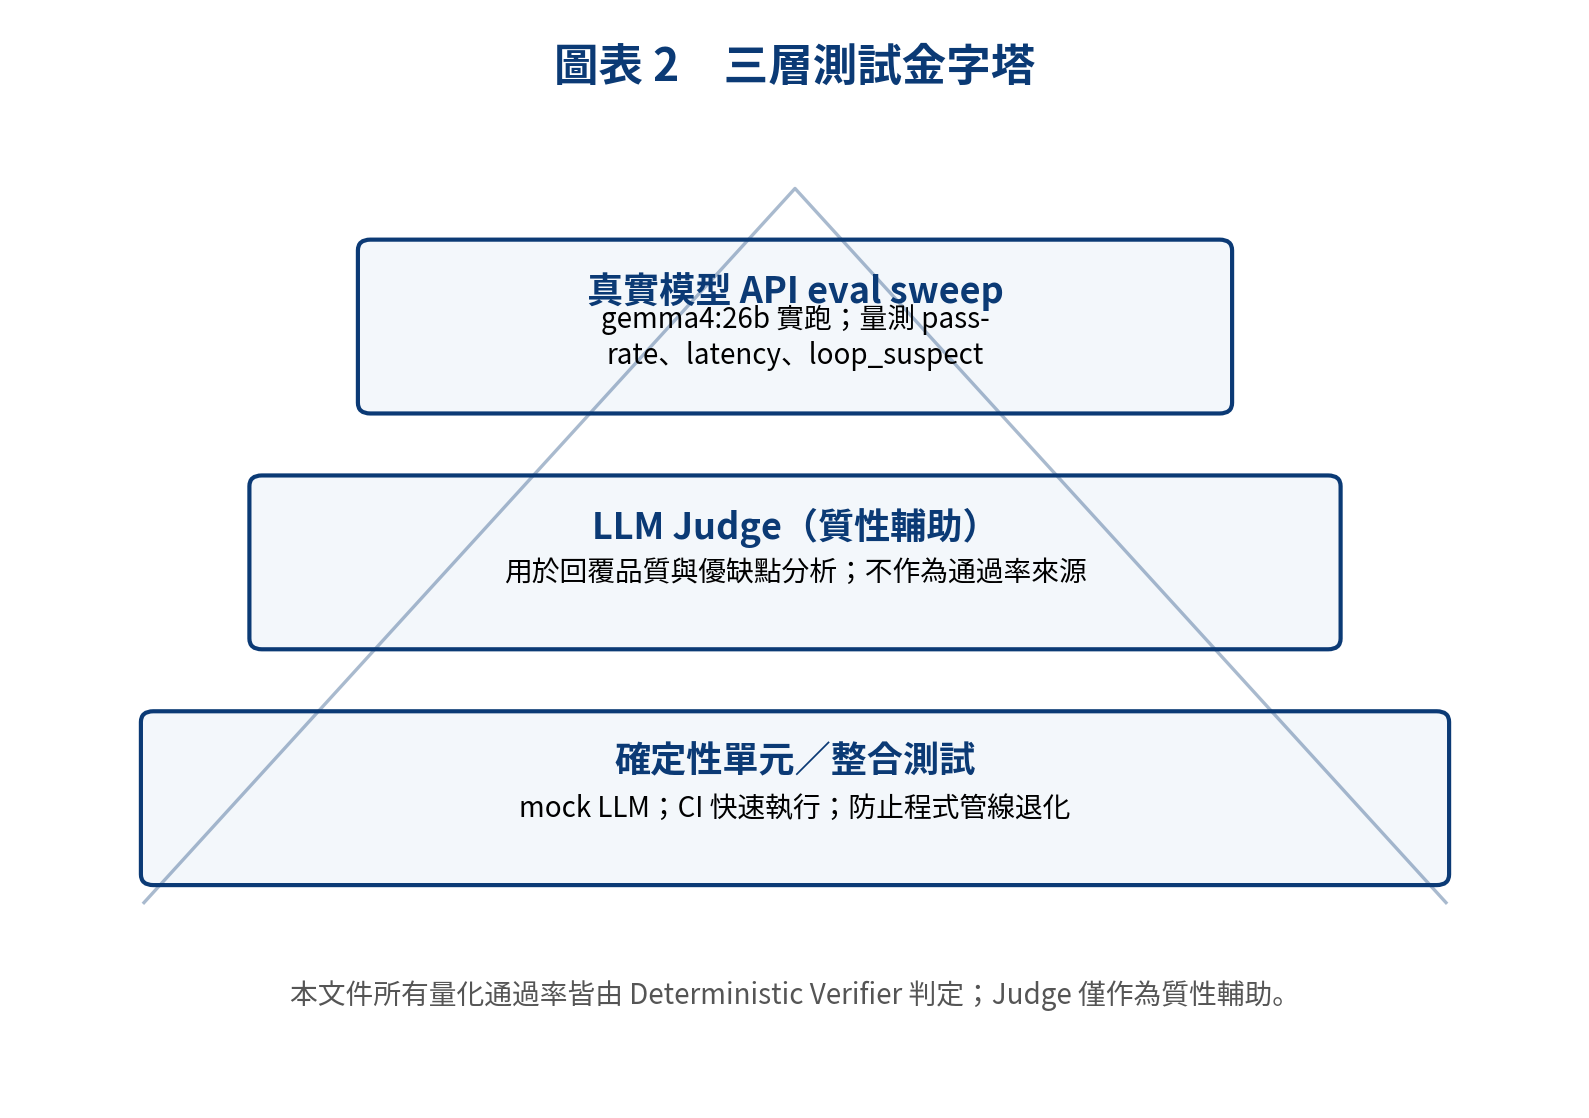 圖表 2　三層測試金字塔
真實模型 API eval sweep
gemma4:26b 實跑；量測 pass-
rate、latency、loop_suspect
LLM Judge（質性輔助）
用於回覆品質與優缺點分析；不作為通過率來源
確定性單元／整合測試
mock LLM；CI 快速執行；防止程式管線退化
本文件所有量化通過率皆由 Deterministic Verifier 判定；Judge 僅作為質性輔助。